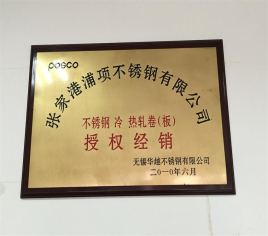 posco
张家港浦项不锈钢有限公司
不锈钢 冷 热轧卷(板)
授权经销
无锡华越不锈钢有限公司
二0一0年六月